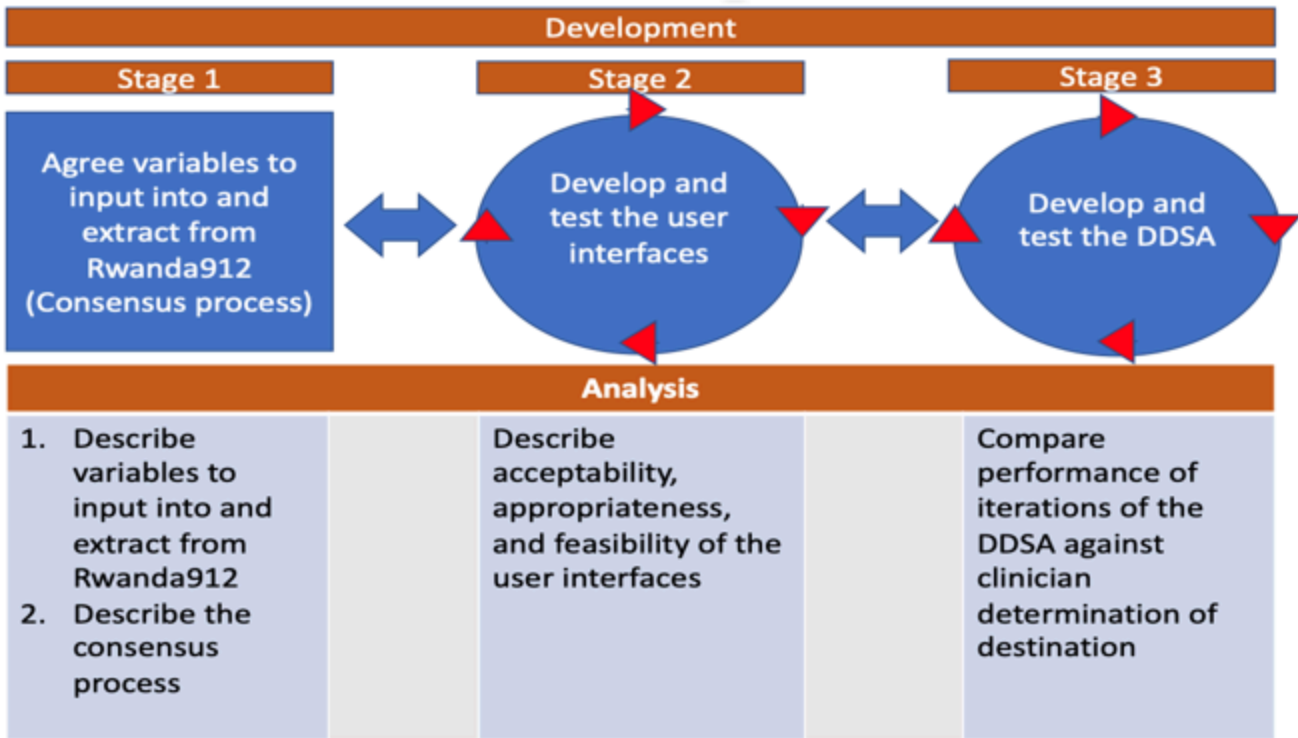 Development
Stage 1
Stage 2
Stage 3
Agree variables to
input into and
extract from
Rwanda912
(Consensus process)
Develop and
test the user
interfaces
Develop and
test the DDSA
Analysis
1. Describe
variables to
input into and
extract from
Rwanda912
2. Describe the
consensus
process
Describe
acceptability,
appropriateness,
and feasibility of the
user interfaces
Compare
performance of
iterations of the
DDSA against
clinician
determination of
destination